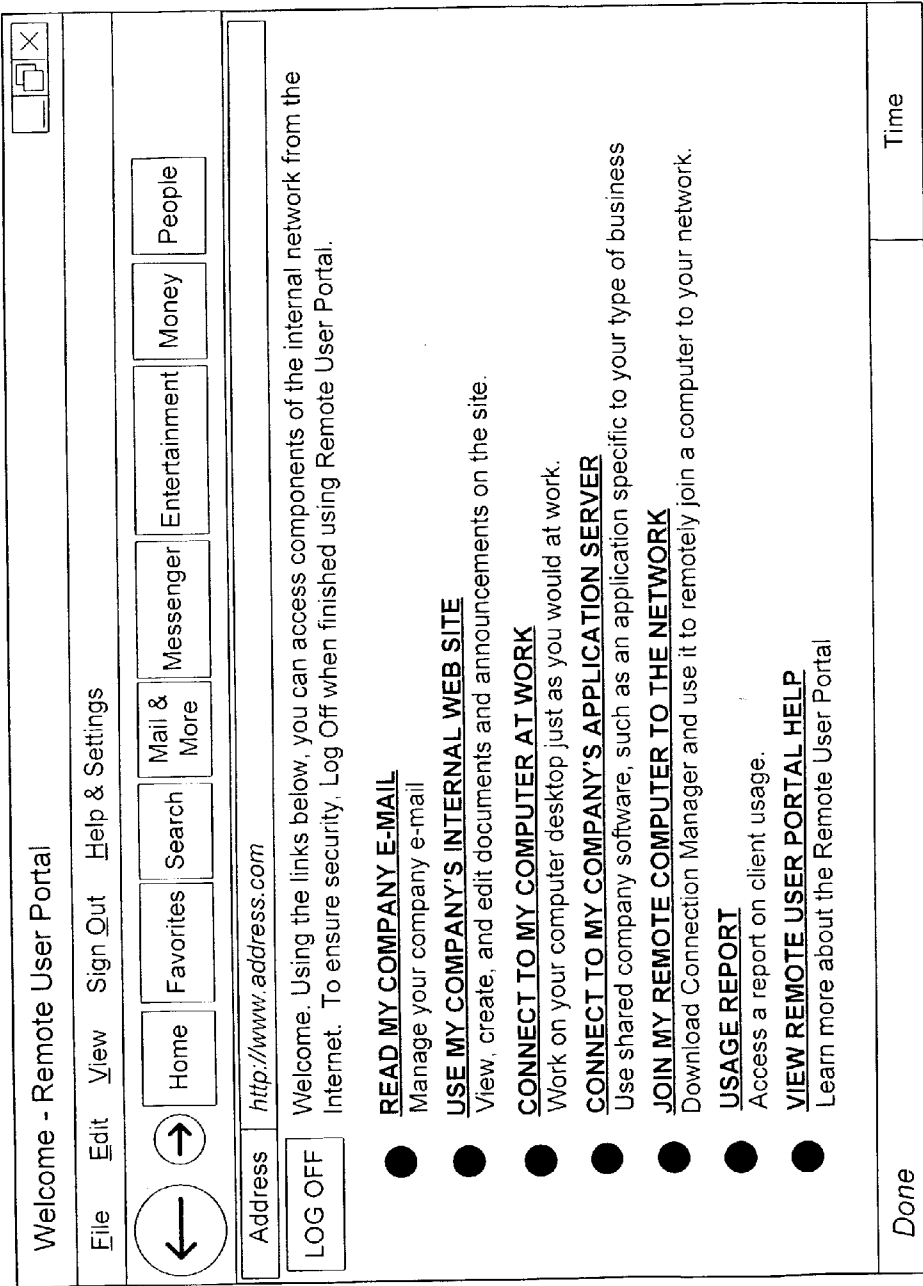 Welcome - Remote User Portal
File Edit View Sign Out Help & Settings
Home Favorites Search Mail & More Messenger Entertainment Money People
Address http://www.address.com
LOG OFF
Welcome. Using the links below, you can access components of the internal network from the
Internet. To ensure security, Log Off when finished using Remote User Portal.
READ MY COMPANY E-MAIL
Manage your company e-mail
USE MY COMPANY'S INTERNAL WEB SITE
View, create, and edit documents and announcements on the site.
CONNECT TO MY COMPUTER AT WORK
Work on your computer desktop just as you would at work.
CONNECT TO MY COMPANY'S APPLICATION SERVER
Use shared company software, such as an application specific to your type of business
JOIN MY REMOTE COMPUTER TO THE NETWORK
Download Connection Manager and use it to remotely join a computer to your network.
USAGE REPORT
Access a report on client usage.
VIEW REMOTE USER PORTAL HELP
Learn more about the Remote User Portal
Done Time